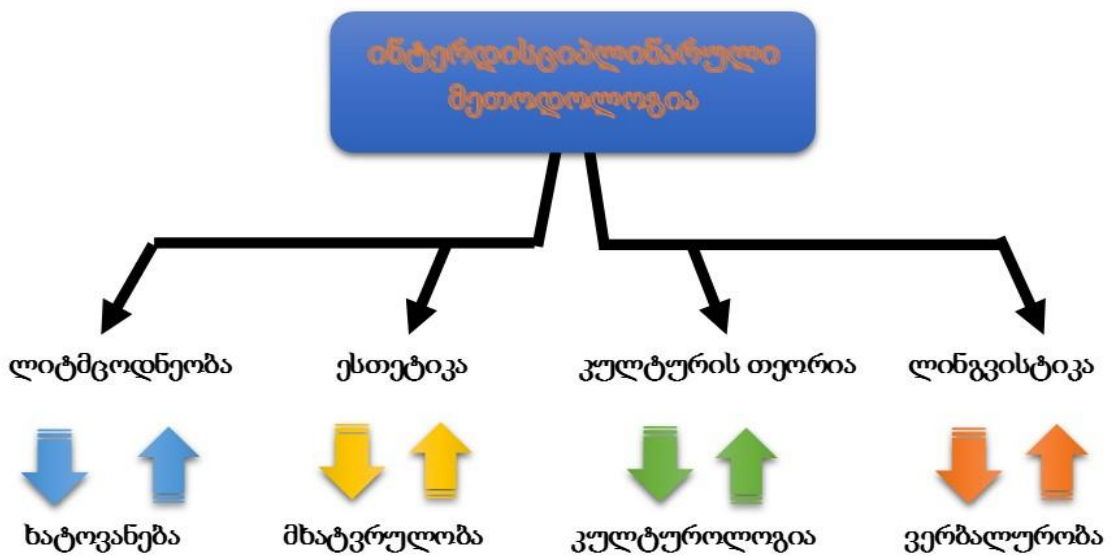 ინტერდისციპლინარული
მეთოდოლოგია
ლიტმცოდნეობა ესთეტიკა კულტურის თეორია ლინგვისტიკა
ხატოვანება მხატვრულობა კულტუროლოგია ვერბალურობა